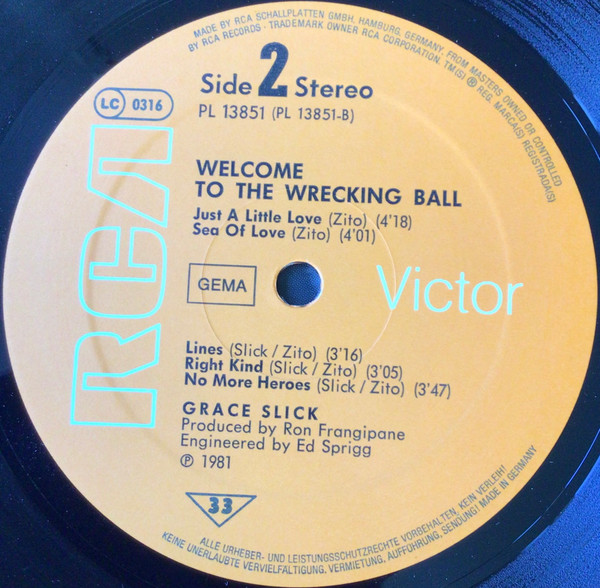 MADE BY RCA SCHALLPLATTEN GMBH, HAMBURG, GERMANY, FROM MASTERS OWNED OR CONTROLLED
BY RCA RECORDS · TRADEMARK OWNER RCA CORPORATION. TM(S) ® REG. MARCA(S) REGISTRADA(S)
Side 2 Stereo
PL 13851 (PL 13851-B)
LC 0316
RCA
WELCOME
TO THE WRECKING BALL
Just A Little Love (Zito) (4'18)
Sea Of Love (Zito) (4'01)
GEMA
Victor
Lines (Slick / Zito) (3'16)
Right Kind (Slick / Zito) (3'05)
No More Heroes (Slick / Zito) (3'47)
GRACE SLICK
Produced by Ron Frangipane
Engineered by Ed Sprigg
℗ 1981
33
ALLE URHEBER- UND LEISTUNGSSCHUTZRECHTE VORBEHALTEN, KEIN VERLEIH!
KEINE UNERLAUBTE VERVIELFÄLTIGUNG, VERMIETUNG, AUFFÜHRUNG, SENDUNG! MADE IN GERMANY